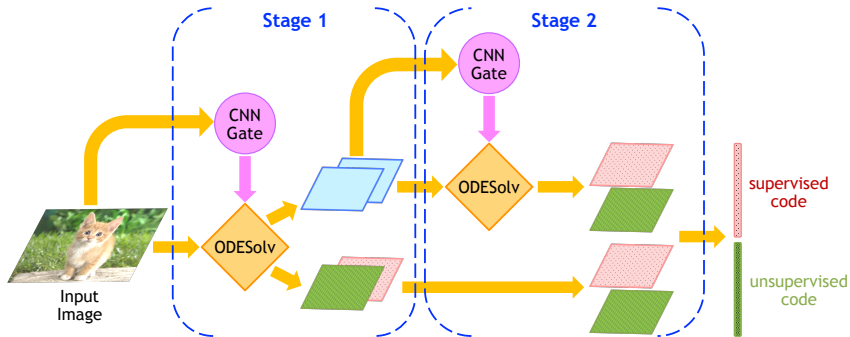 Stage 1
Stage 2
CNN
Gate
CNN
Gate
ODESolv
ODESolv
Input
Image
supervised
code
unsupervised
code